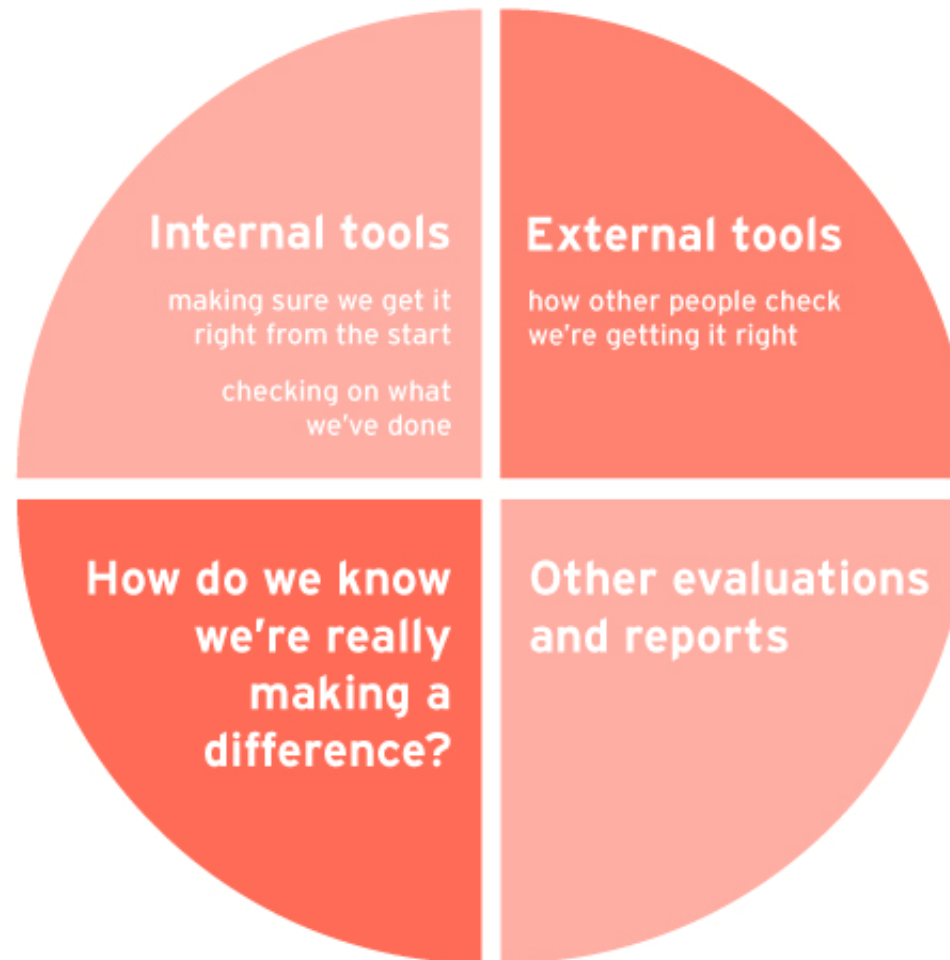 Internal tools
making sure we get it
right from the start
checking on what
we've done
External tools
how other people check
we're getting it right
How do we know
we're really
making a
difference?
Other evaluations
and reports